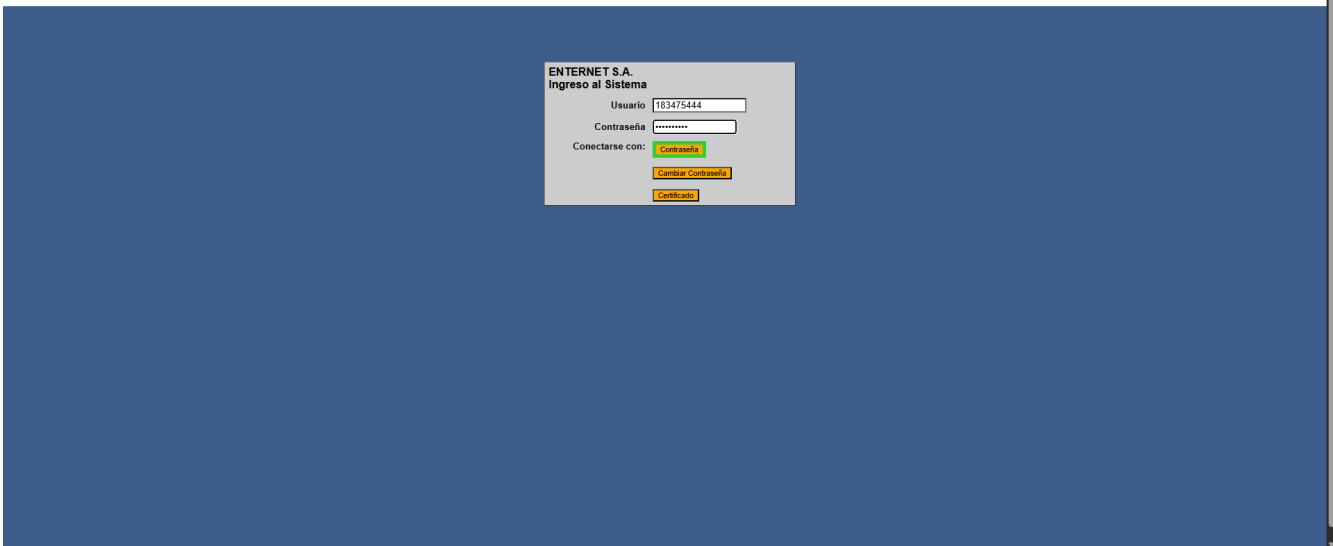 ENTERNET S.A.
Ingreso al Sistema
Usuario 183475444
Contraseña ••••••••••
Conectarse con: Contraseña
Cambiar Contraseña
Certificado